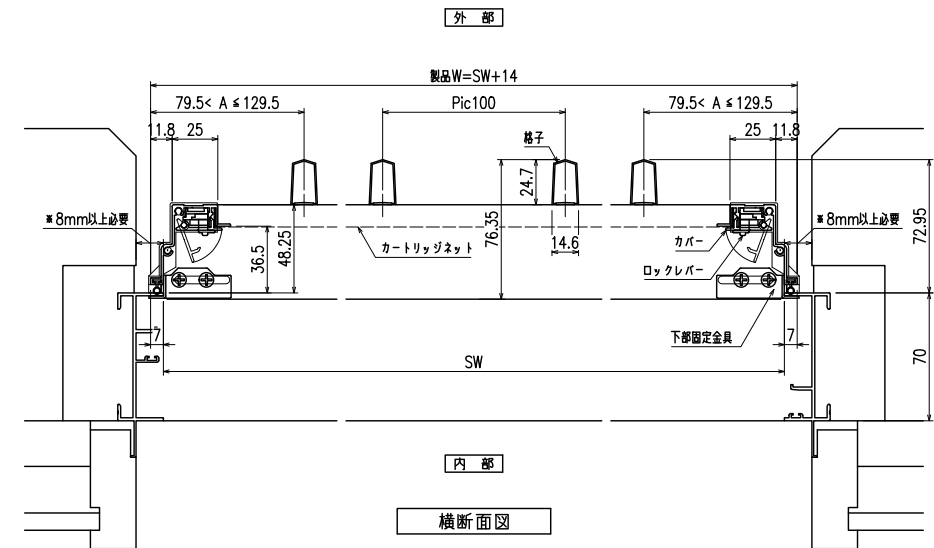 外 部
製品W=SW+14
79.5< A ≦129.5
Pic100
79.5< A ≦129.5
11.8
25
25
11.8
格子
24.7
※8mm以上必要
※8mm以上必要
76.35
72.95
カートリッジネット
14.6
カバー
36.5
48.25
ロックレバー
7
下部固定金具
7
70
SW
内 部
横断面図